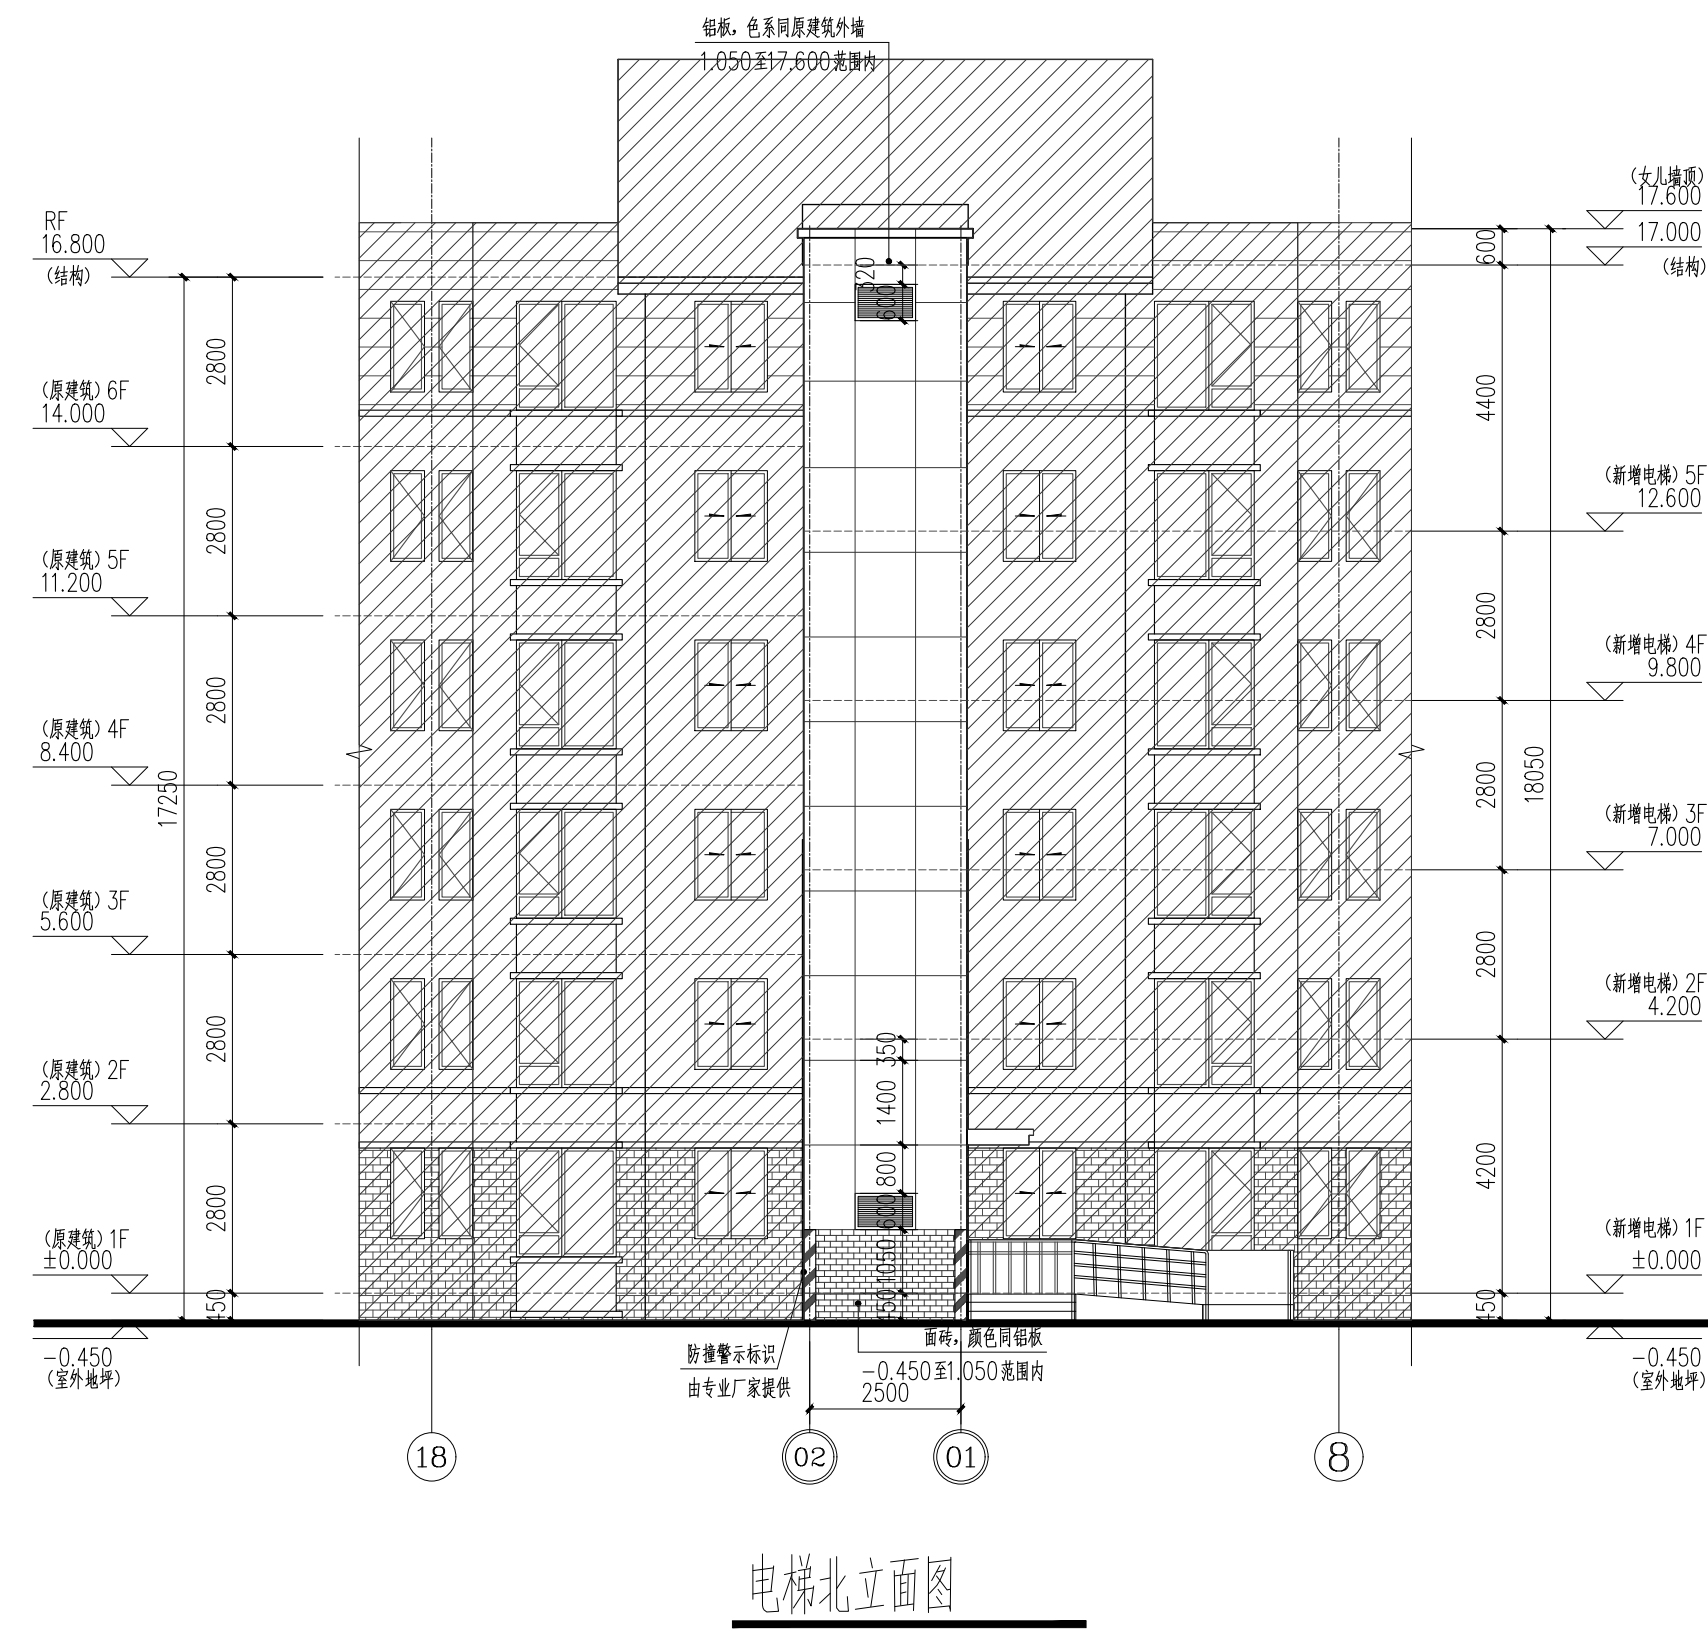 铝板，色系同原建筑外墙
1.050至17.600范围内
RF
16.800
(结构)
(原建筑) 6F
14.000
(原建筑) 5F
11.200
(原建筑) 4F
8.400
(原建筑) 3F
5.600
(原建筑) 2F
2.800
(原建筑) 1F
±0.000
-0.450
(室外地坪)
17250
2800
2800
2800
2800
2800
2800
450
320
600
350
1400
800
600
1050
450
600
4400
2800
2800
2800
4200
450
18050
(女儿墙顶)
17.600
17.000
(结构)
(新增电梯) 5F
12.600
(新增电梯) 4F
9.800
(新增电梯) 3F
7.000
(新增电梯) 2F
4.200
(新增电梯) 1F
±0.000
-0.450
(室外地坪)
防撞警示标识
由专业厂家提供
面砖，颜色同铝板
-0.450至1.050范围内
2500
18
02
01
8
电梯北立面图